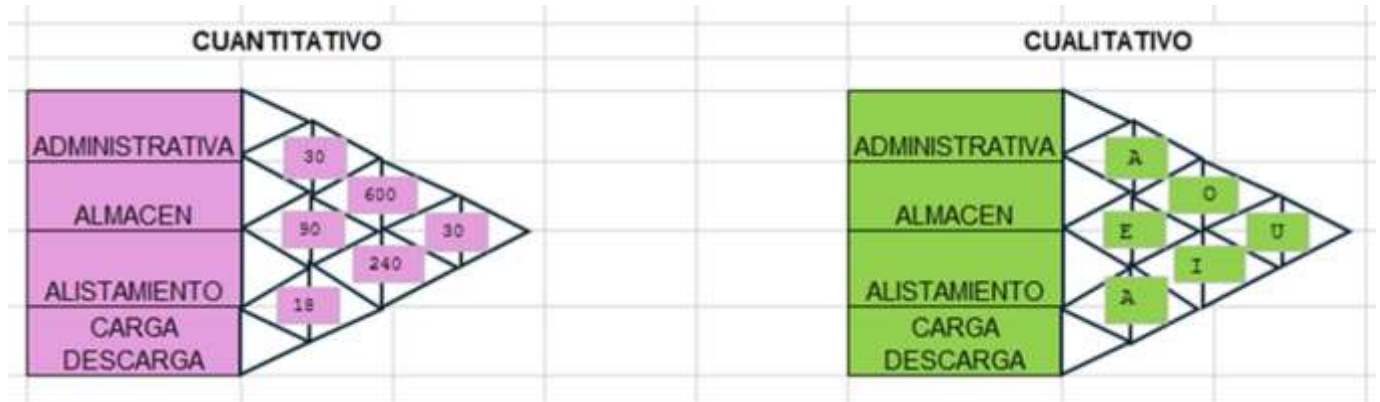 CUANTITATIVO
ADMINISTRATIVA
ALMACEN
ALISTAMIENTO
CARGA
DESCARGA
30
600
90
30
240
18
CUALITATIVO
ADMINISTRATIVA
ALMACEN
ALISTAMIENTO
CARGA
DESCARGA
A
O
E
U
I
A